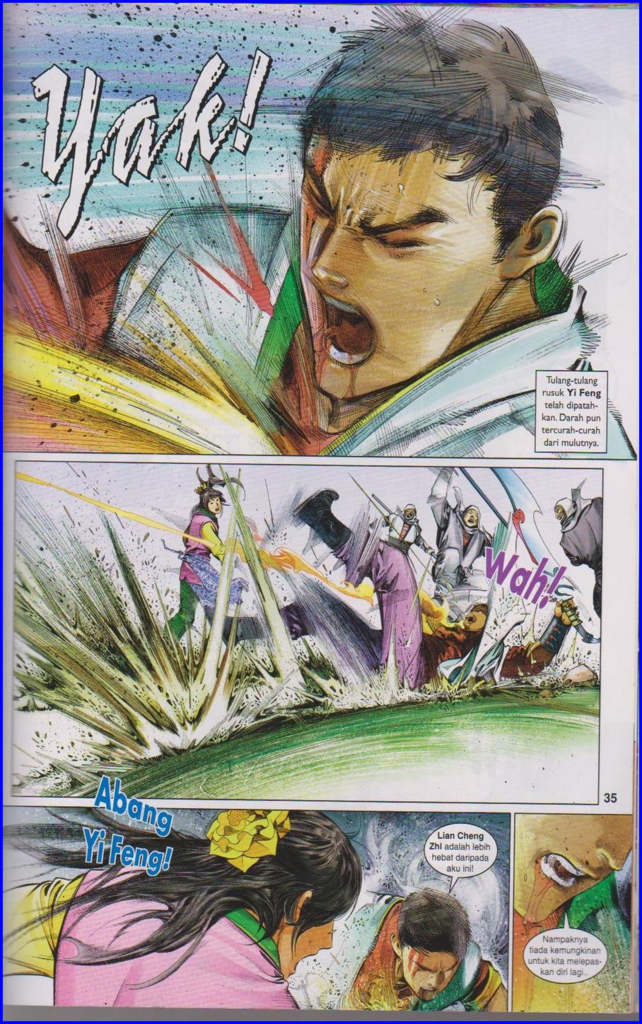 Yak!
Tulang-tulang
rusuk Yi Feng
telah dipatah-
kan. Darah pun
tercurah-curah
dari mulutnya.
Wah!
35
Abang
Yi Feng!
Lian Cheng
Zhi adalah lebih
hebat daripada
aku ini!
Nampaknya
tiada kemungkinan
untuk kita melepas-
kan diri lagi..